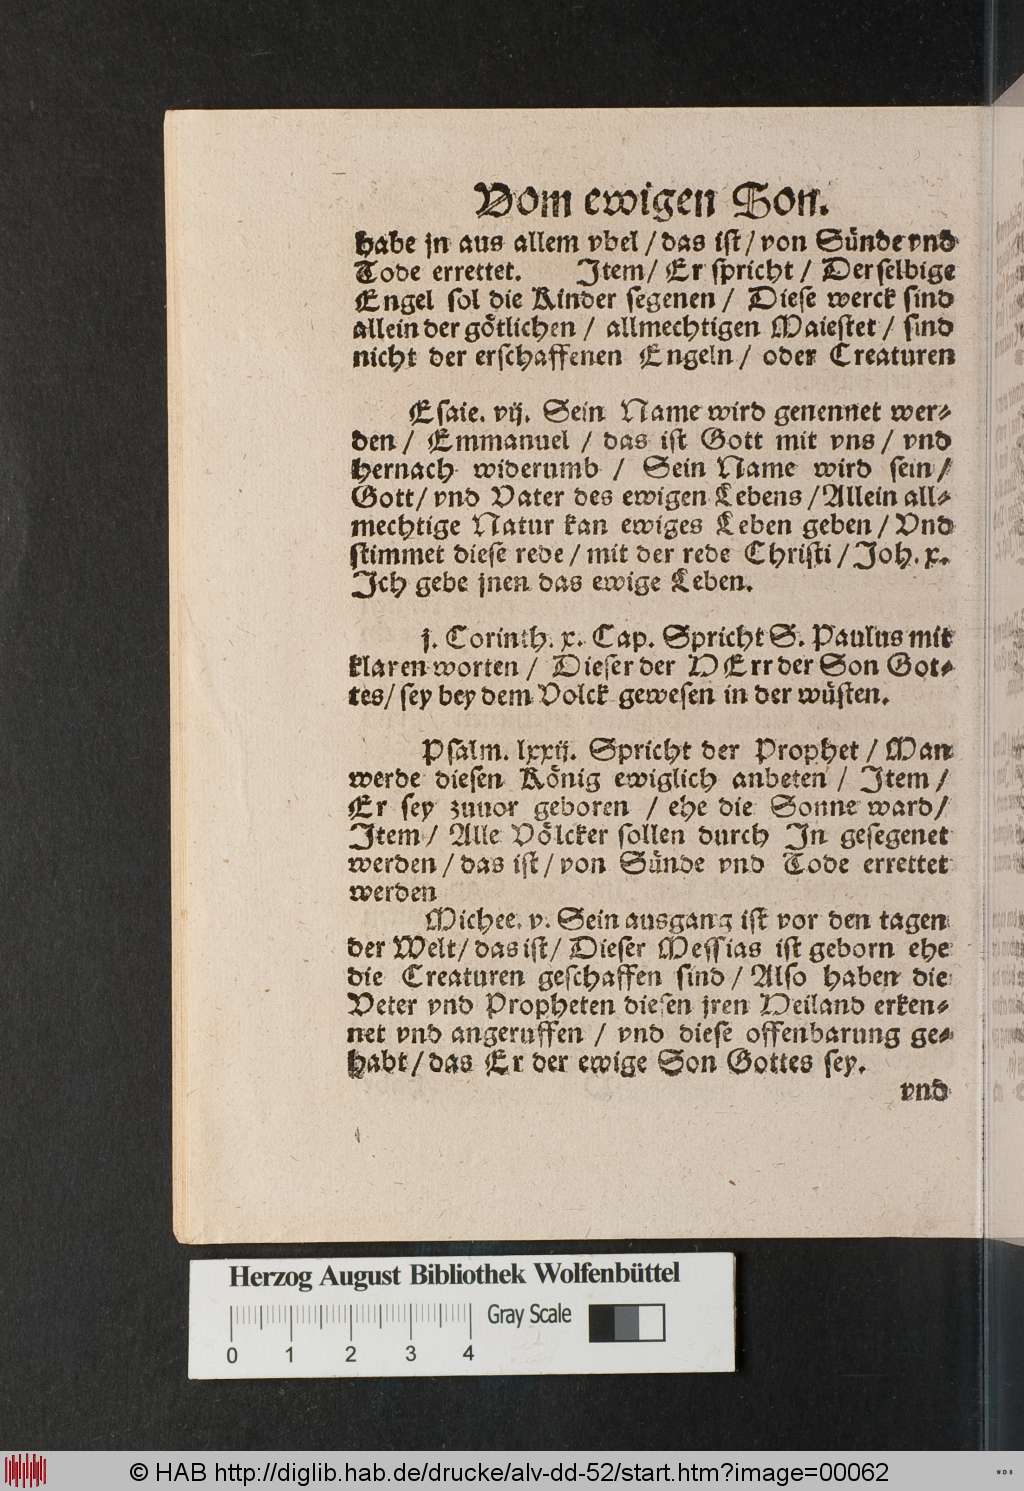 Vom ewigen Son.
habe jn aus allem vbel / das ist / von Sünde vnd
Tode errettet. Item / Er spricht / Derselbige
Engel sol die Kinder segenen / Diese werck sind
allein der götlichen / allmechtigen Maiestet / sind
nicht der erschaffenen Engeln / oder Creaturen
Esaie. vij. Sein Name wird genennet wer-
den / Emmanuel / das ist Gott mit vns / vnd
hernach widerumb / Sein Name wird sein /
Gott / vnd Vater des ewigen Lebens / Allein all-
mechtige Natur kan ewiges Leben geben / Vnd
stimmet diese rede / mit der rede Christi / Joh. x.
Ich gebe jnen das ewige Leben.
j. Corinth. x. Cap. Spricht S. Paulus mit
klaren worten / Dieser der HErr der Son Got-
tes / sey bey dem Volck gewesen in der wüsten.
Psalm. lxxij. Spricht der Prophet / Man
werde diesen König ewiglich anbeten / Item /
Er sey zuuor geboren / ehe die Sonne ward /
Item / Alle Völcker sollen durch In gesegenet
werden / das ist / von Sünde vnd Tode errettet
werden
Michee. v. Sein ausgang ist vor den tagen
der Welt / das ist / Dieser Messias ist geborn ehe
die Creaturen geschaffen sind / Also haben die
Veter vnd Propheten diesen jren Heiland erken-
net vnd angeruffen / vnd diese offenbarung ge-
habt / das Er der ewige Son Gottes sey.
vnd
Herzog August Bibliothek Wolfenbüttel
Gray Scale
0 1 2 3 4
© HAB http://diglib.hab.de/drucke/alv-dd-52/start.htm?image=00062